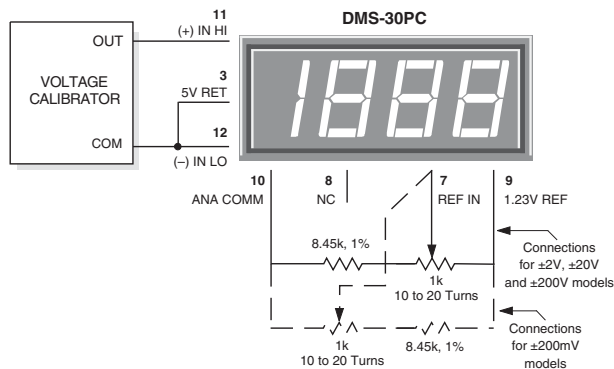 DMS-30PC
11
(+) IN HI
OUT
3
5V RET
VOLTAGE
CALIBRATOR
COM
12
(–) IN LO
1888
10
ANA COMM
8
NC
7
REF IN
9
1.23V REF
8.45k, 1%
1k
10 to 20 Turns
Connections
for ±2V, ±20V
and ±200V models
1k
10 to 20 Turns
8.45k, 1%
Connections
for ±200mV
models